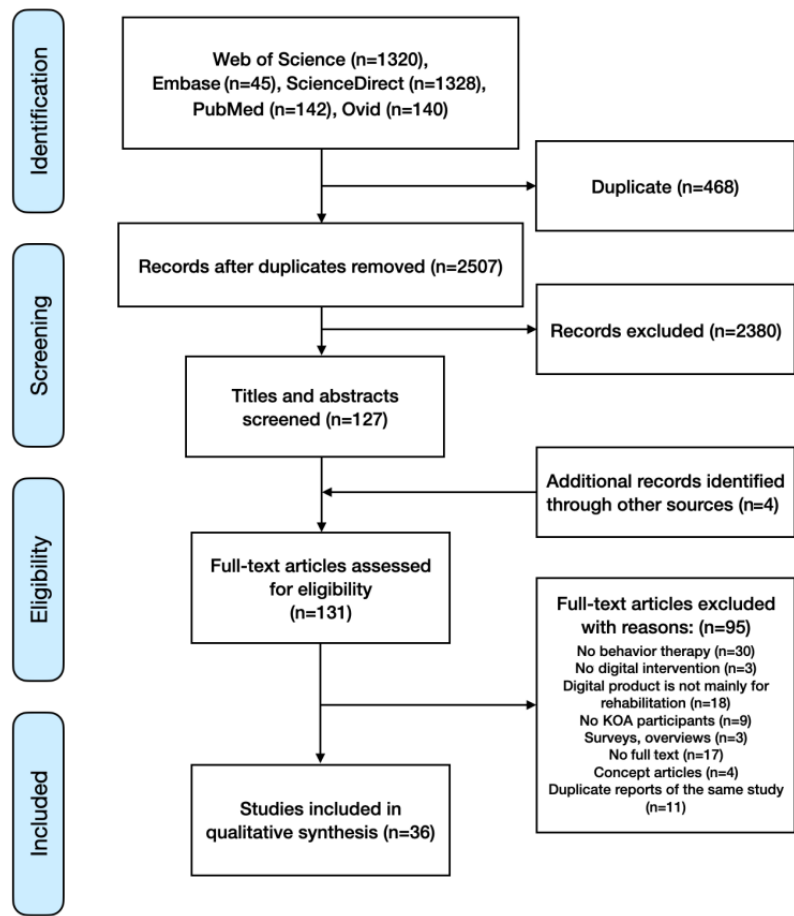 Identification
Web of Science (n=1320),
Embase (n=45), ScienceDirect (n=1328),
PubMed (n=142), Ovid (n=140)
Duplicate (n=468)
Records after duplicates removed (n=2507)
Screening
Records excluded (n=2380)
Titles and abstracts
screened (n=127)
Additional records identified
through other sources (n=4)
Eligibility
Full-text articles assessed
for eligibility
(n=131)
Full-text articles excluded
with reasons: (n=95)
No behavior therapy (n=30)
No digital intervention (n=3)
Digital product is not mainly for
rehabilitation (n=18)
No KOA participants (n=9)
Surveys, overviews (n=3)
No full text (n=17)
Concept articles (n=4)
Duplicate reports of the same study
(n=11)
Included
Studies included in
qualitative synthesis (n=36)